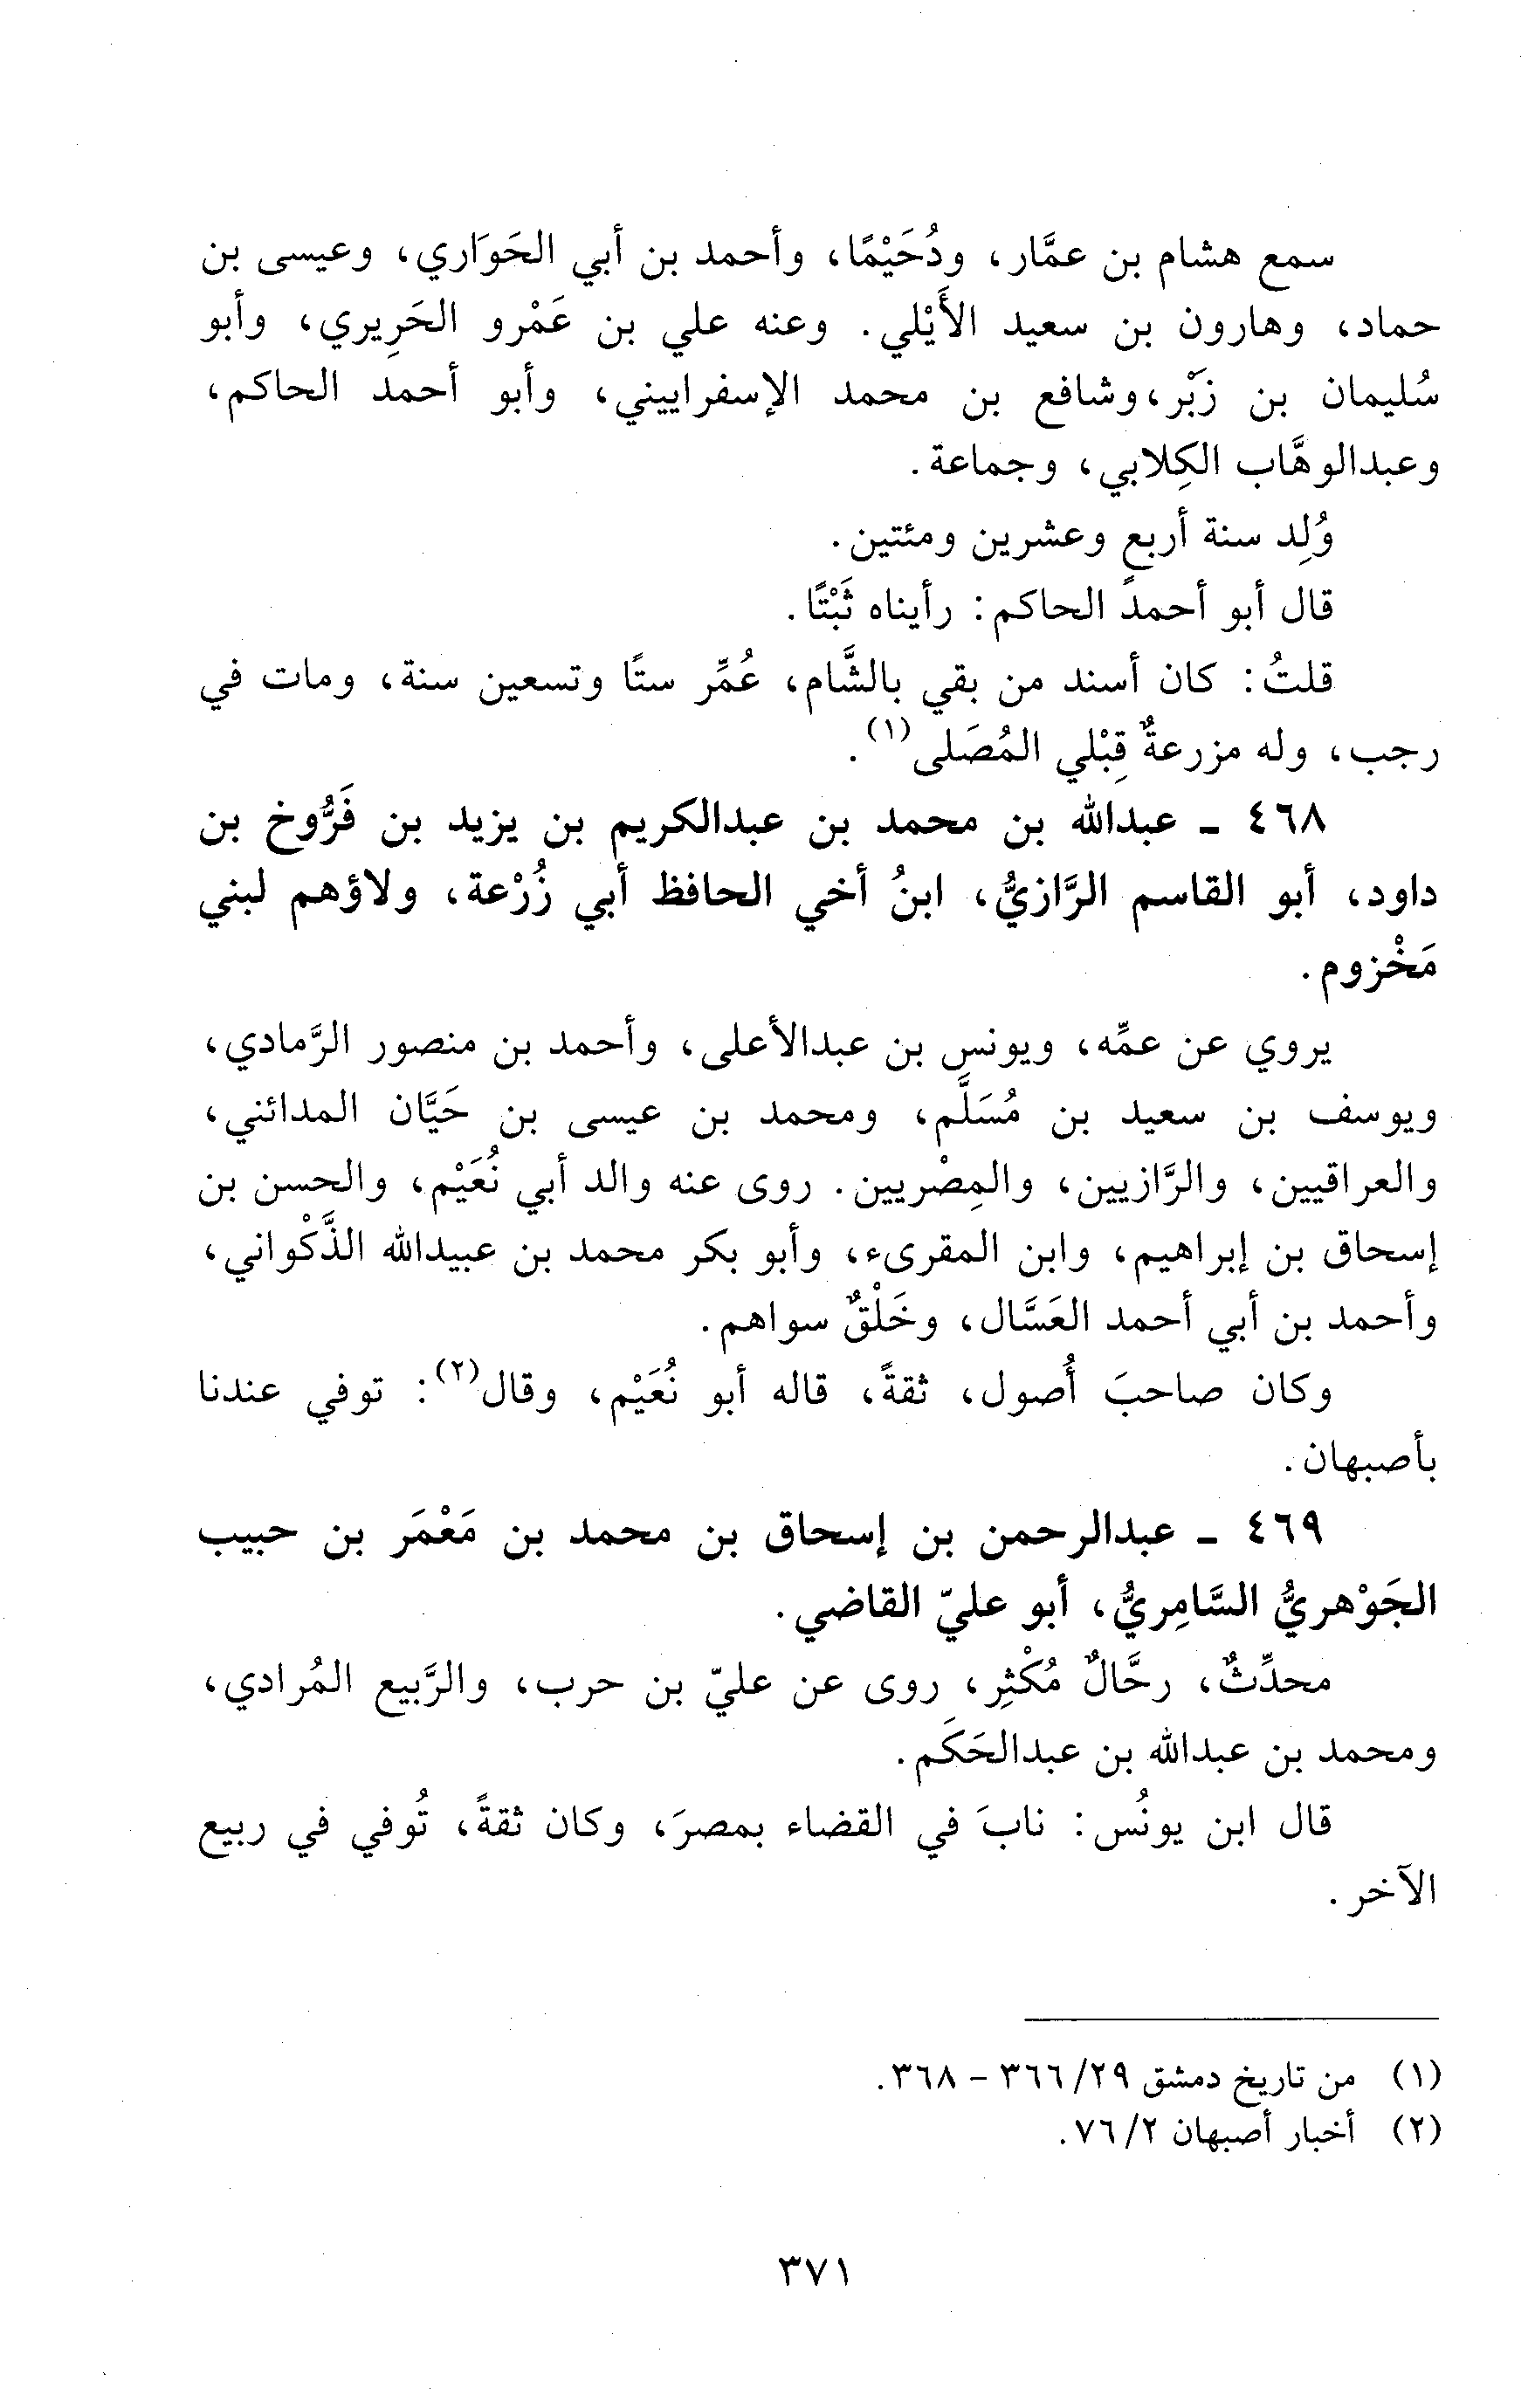 سمع هشام بن عمَّار، ودُحَيْمًا، وأحمد بن أبي الحَوَاري، وعيسى بن
حماد، وهارون بن سعيد الأَيْلي. وعنه علي بن عَمْرو الحَرِيري، وأبو
سُليمان بن زَبْر، وشافع بن محمد الإسفراييني، وأبو أحمد الحاكم،
وعبدالوهَّاب الكِلابي، وجماعة.
وُلِد سنة أربع وعشرين ومئتين.
قال أبو أحمد الحاكم: رأيناه ثَبْتًا.
قلتُ: كان أسند من بقي بالشَّام، عُمِّر ستًا وتسعين سنة، ومات في
رجب، وله مزرعةٌ قِبْلي المُصَلى(١).
٤٦٨ - عبدالله بن محمد بن عبدالكريم بن يزيد بن فَرُّوخ بن
داود، أبو القاسم الرَّازيُّ، ابنُ أخي الحافظ أبي زُرْعة، ولاؤهم لبني
مَخْزوم.
يروي عن عمِّه، ويونس بن عبدالأعلى، وأحمد بن منصور الرَّمادي،
ويوسف بن سعيد بن مُسَلَّم، ومحمد بن عيسى بن حَيَّان المدائني،
والعراقيين، والرَّازيين، والمِصْريين. روى عنه والد أبي نُعَيْم، والحسن بن
إسحاق بن إبراهيم، وابن المقرىء، وأبو بكر محمد بن عبيدالله الذَّكْواني،
وأحمد بن أبي أحمد العَسَّال، وخَلْقٌ سواهم.
وكان صاحبَ أُصول، ثقةً، قاله أبو نُعَيْم، وقال(٢): توفي عندنا
بأصبهان.
٤٦٩ - عبدالرحمن بن إسحاق بن محمد بن مَعْمَر بن حبيب
الجَوْهريُّ السَّامِريُّ، أبو عليّ القاضي.
محدِّثٌ، رحَّالٌ مُكْثِر، روى عن عليّ بن حرب، والرَّبيع المُرادي،
ومحمد بن عبدالله بن عبدالحَكَم.
قال ابن يونُس: نابَ في القضاء بمصرَ، وكان ثقةً، تُوفي في ربيع
الآخر.
(١) من تاريخ دمشق ٢٩/ ٣٦٦ - ٣٦٨.
(٢) أخبار أصبهان ٢/ ٧٦.
٣٧١